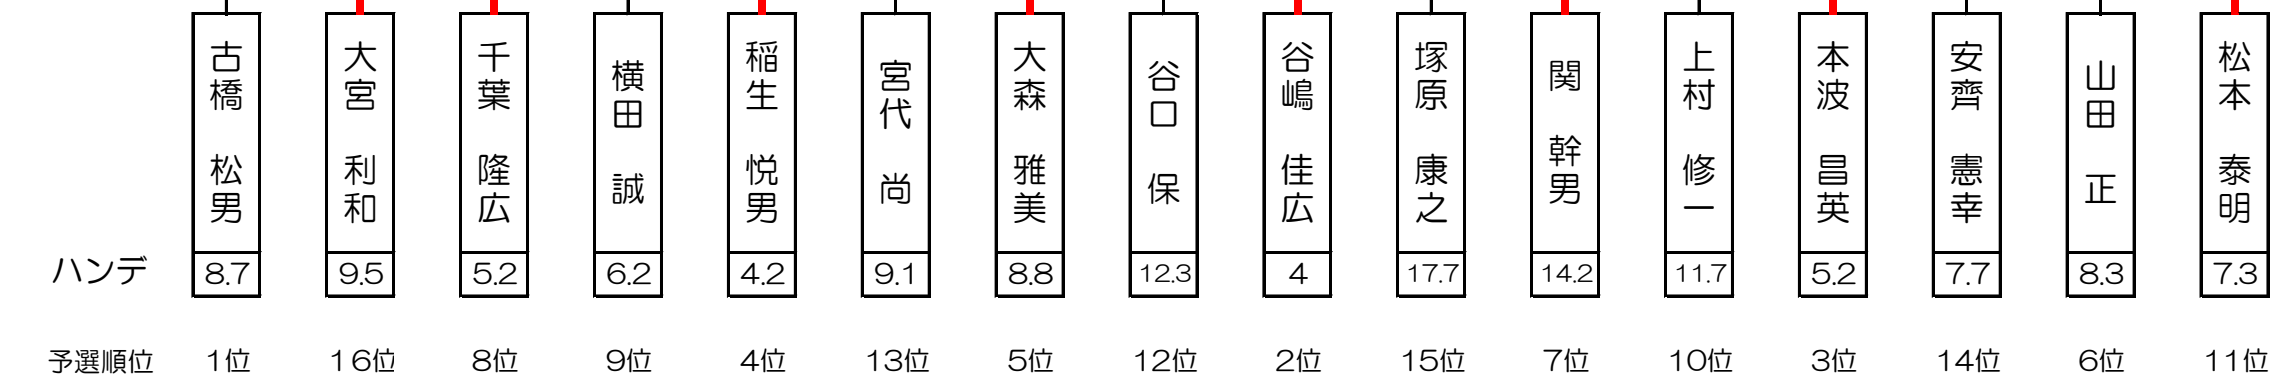 古橋 松男
大宮 利和
千葉 隆広
横田 誠
稲生 悦男
宮代 尚
大森 雅美
谷口 保
谷嶋 佳広
塚原 康之
関 幹男
上村 修一
本波 昌英
安齊 憲幸
山田 正
松本 泰明
ハンデ 8.7 9.5 5.2 6.2 4.2 9.1 8.8 12.3 4 17.7 14.2 11.7 5.2 7.7 8.3 7.3
予選順位 1位 16位 8位 9位 4位 13位 5位 12位 2位 15位 7位 10位 3位 14位 6位 11位